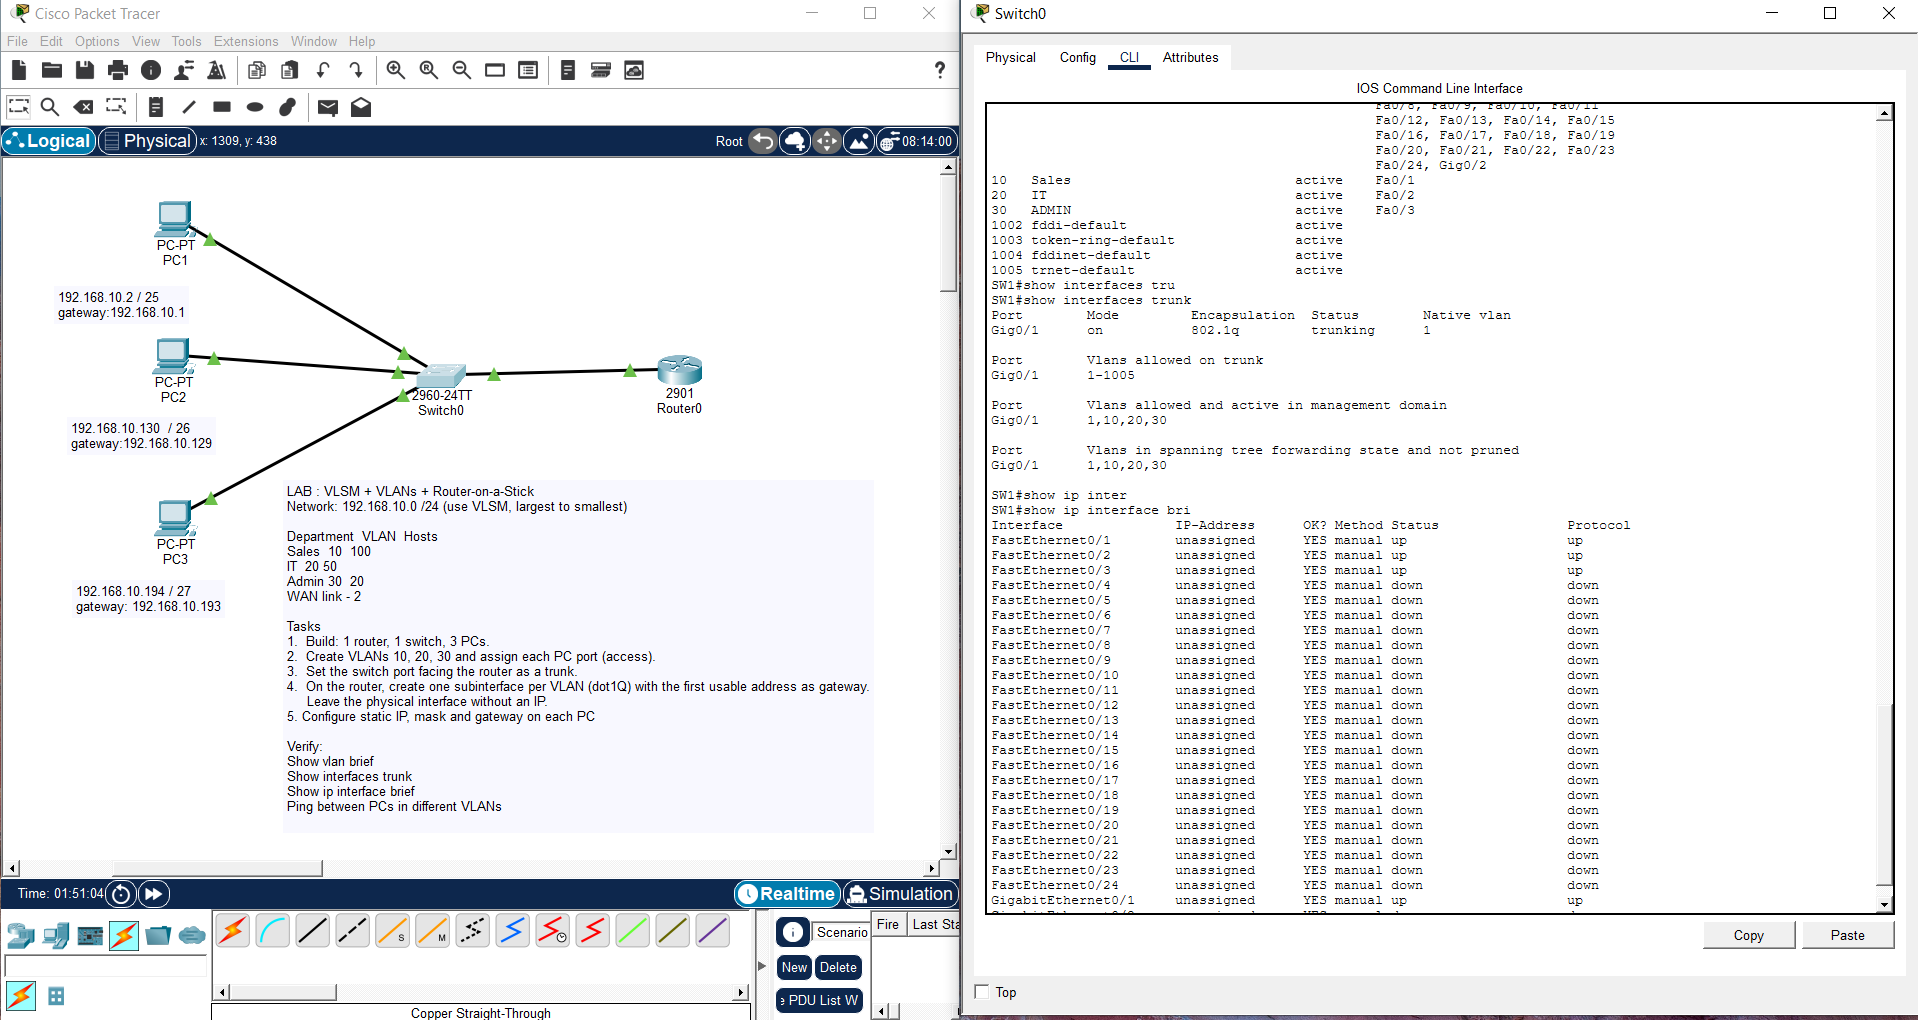 Cisco Packet Tracer
File Edit Options View Tools Extensions Window Help
Logical Physical x: 1309, y: 438 Root 08:14:00
PC-PT
PC1
192.168.10.2 / 25
gateway:192.168.10.1
PC-PT
PC2
192.168.10.130 / 26
gateway:192.168.10.129
PC-PT
PC3
192.168.10.194 / 27
gateway: 192.168.10.193
2960-24TT
Switch0
2901
Router0
LAB : VLSM + VLANs + Router-on-a-Stick
Network: 192.168.10.0 /24 (use VLSM, largest to smallest)
Department VLAN Hosts
Sales 10 100
IT 20 50
Admin 30 20
WAN link - 2
Tasks
1. Build: 1 router, 1 switch, 3 PCs.
2. Create VLANs 10, 20, 30 and assign each PC port (access).
3. Set the switch port facing the router as a trunk.
4. On the router, create one subinterface per VLAN (dot1Q) with the first usable address as gateway.
Leave the physical interface without an IP.
5. Configure static IP, mask and gateway on each PC
Verify:
Show vlan brief
Show interfaces trunk
Show ip interface brief
Ping between PCs in different VLANs
Time: 01:51:04 Realtime Simulation
S M
Scenario
New Delete
e PDU List W
Fire Last Sta
Copper Straight-Through
Switch0
Physical Config CLI Attributes
IOS Command Line Interface
Fa0/8, Fa0/9, Fa0/10, Fa0/11
Fa0/12, Fa0/13, Fa0/14, Fa0/15
Fa0/16, Fa0/17, Fa0/18, Fa0/19
Fa0/20, Fa0/21, Fa0/22, Fa0/23
Fa0/24, Gig0/2
10 Sales active Fa0/1
20 IT active Fa0/2
30 ADMIN active Fa0/3
1002 fddi-default active
1003 token-ring-default active
1004 fddinet-default active
1005 trnet-default active
SW1#show interfaces tru
SW1#show interfaces trunk
Port Mode Encapsulation Status Native vlan
Gig0/1 on 802.1q trunking 1
Port Vlans allowed on trunk
Gig0/1 1-1005
Port Vlans allowed and active in management domain
Gig0/1 1,10,20,30
Port Vlans in spanning tree forwarding state and not pruned
Gig0/1 1,10,20,30
SW1#show ip inter
SW1#show ip interface bri
Interface IP-Address OK? Method Status Protocol
FastEthernet0/1 unassigned YES manual up up
FastEthernet0/2 unassigned YES manual up up
FastEthernet0/3 unassigned YES manual up up
FastEthernet0/4 unassigned YES manual down down
FastEthernet0/5 unassigned YES manual down down
FastEthernet0/6 unassigned YES manual down down
FastEthernet0/7 unassigned YES manual down down
FastEthernet0/8 unassigned YES manual down down
FastEthernet0/9 unassigned YES manual down down
FastEthernet0/10 unassigned YES manual down down
FastEthernet0/11 unassigned YES manual down down
FastEthernet0/12 unassigned YES manual down down
FastEthernet0/13 unassigned YES manual down down
FastEthernet0/14 unassigned YES manual down down
FastEthernet0/15 unassigned YES manual down down
FastEthernet0/16 unassigned YES manual down down
FastEthernet0/17 unassigned YES manual down down
FastEthernet0/18 unassigned YES manual down down
FastEthernet0/19 unassigned YES manual down down
FastEthernet0/20 unassigned YES manual down down
FastEthernet0/21 unassigned YES manual down down
FastEthernet0/22 unassigned YES manual down down
FastEthernet0/23 unassigned YES manual down down
FastEthernet0/24 unassigned YES manual down down
GigabitEthernet0/1 unassigned YES manual up up
Copy Paste
Top